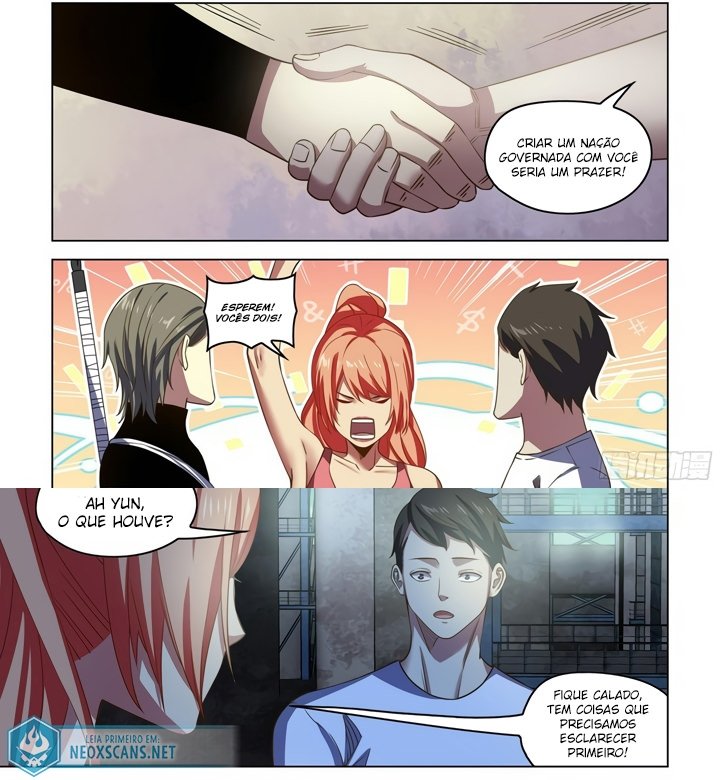 CRIAR UM NAÇÃO
GOVERNADA COM VOCÊ
SERIA UM PRAZER!
ESPEREM!
VOCÊS DOIS!
AH YUN,
O QUE HOUVE?
FIQUE CALADO,
TEM COISAS QUE
PRECISAMOS
ESCLARECER
PRIMEIRO!
LEIA PRIMEIRO EM:
NEOXSCANS.NET